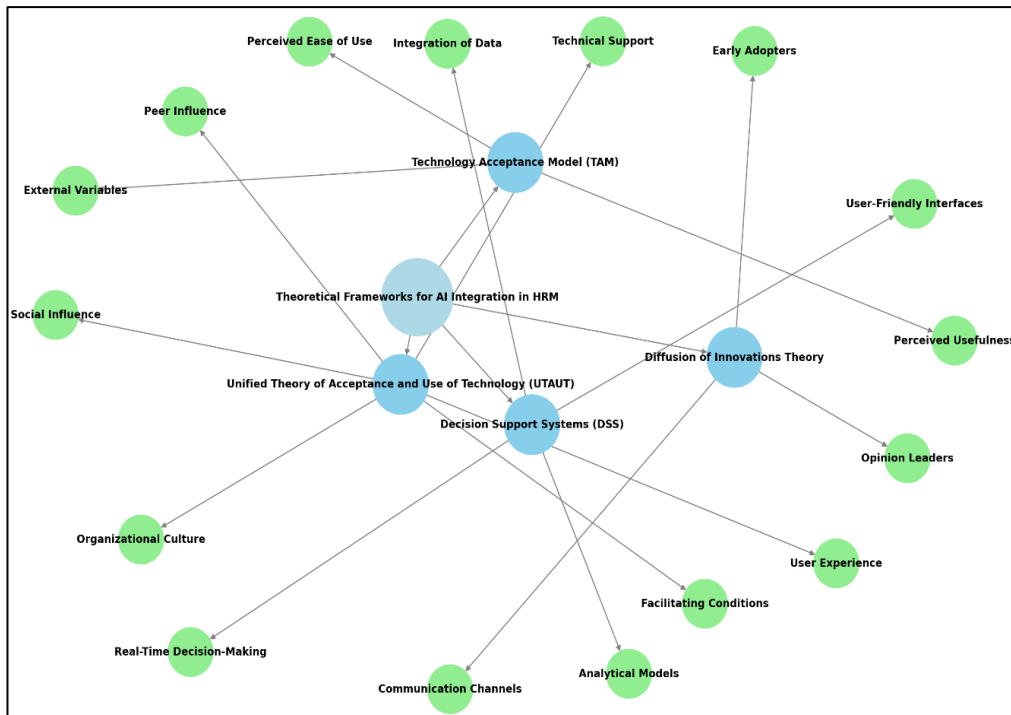 Perceived Ease of Use
Integration of Data
Technical Support
Early Adopters
Peer Influence
Technology Acceptance Model (TAM)
External Variables
User-Friendly Interfaces
Theoretical Frameworks for AI Integration in HRM
Social Influence
Perceived Usefulness
Diffusion of Innovations Theory
Unified Theory of Acceptance and Use of Technology (UTAUT)
Decision Support Systems (DSS)
Opinion Leaders
Organizational Culture
User Experience
Facilitating Conditions
Real-Time Decision-Making
Analytical Models
Communication Channels